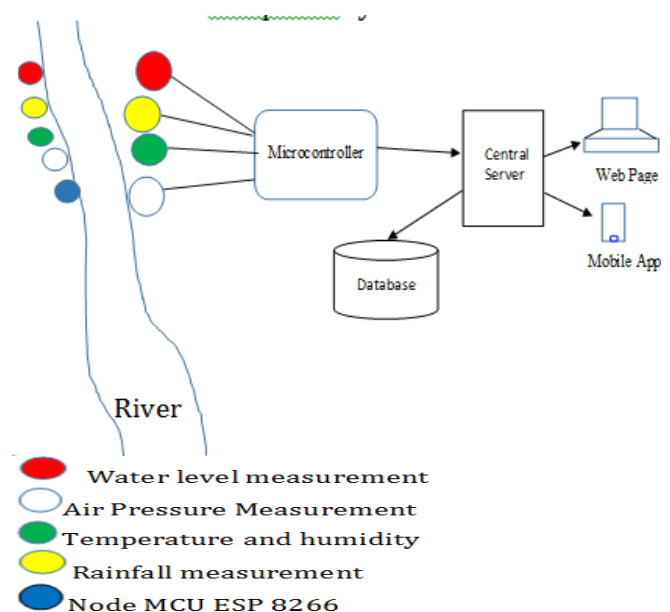 Microcontroller
Central
Server
Web Page
Mobile App
Database
River
Water level measurement
Air Pressure Measurement
Temperature and humidity
Rainfall measurement
Node MCU ESP 8266